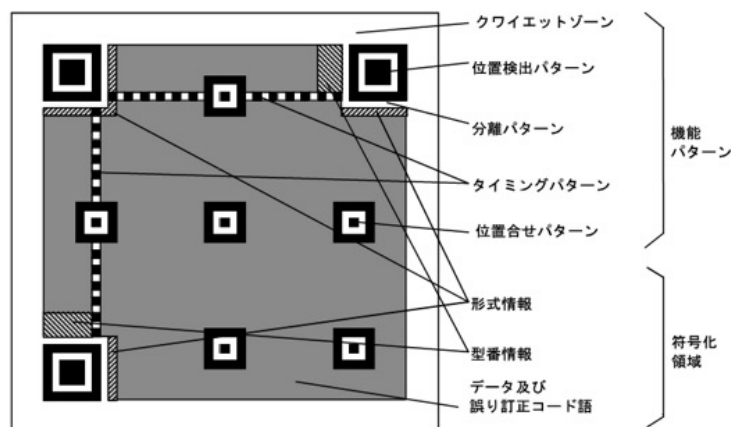 クワイエットゾーン
位置検出パターン
分離パターン
タイミングパターン
位置合せパターン
機能
パターン
形式情報
型番情報
データ及び
誤り訂正コード語
符号化
領域